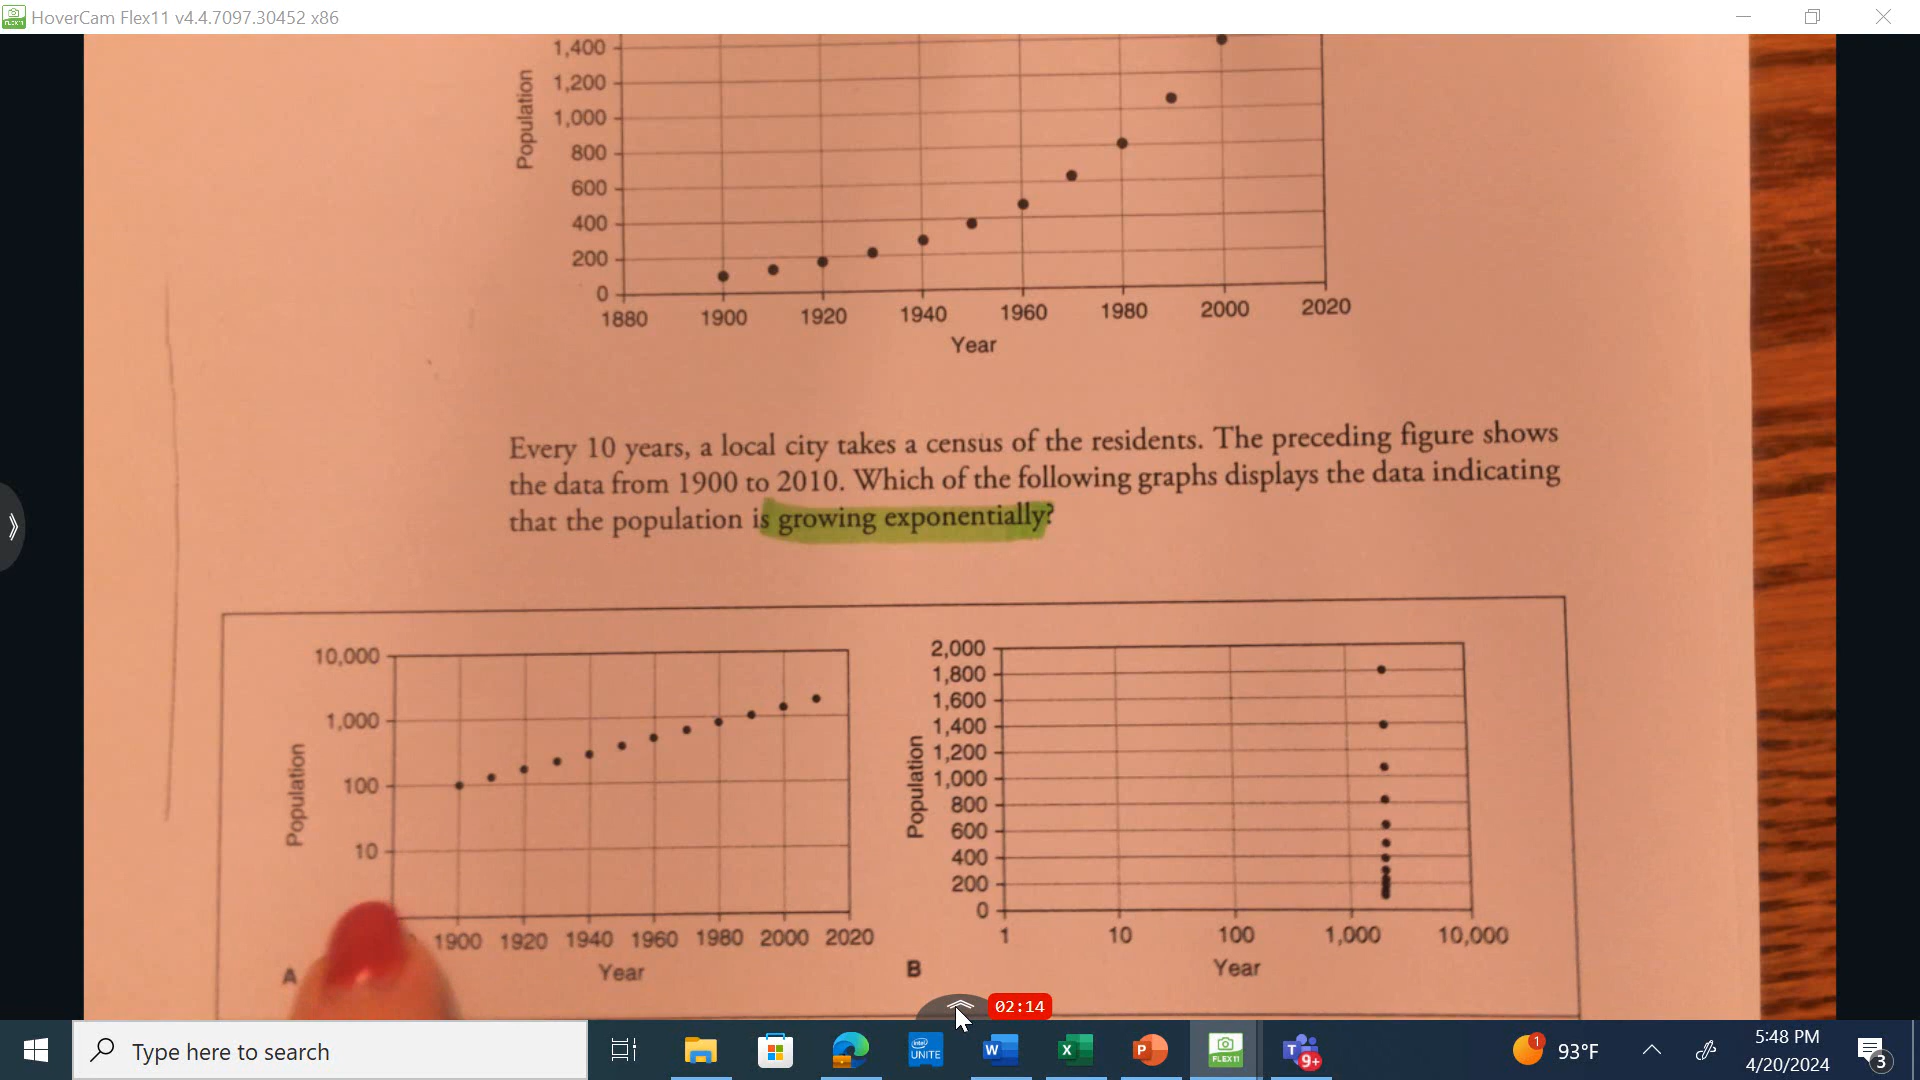 HoverCam Flex11 v4.4.7097.30452 x86
1,400
1,200
1,000
800
600
400
200
0
Population
1880 1900 1920 1940 1960 1980 2000 2020
Year
Every 10 years, a local city takes a census of the residents. The preceding figure shows
the data from 1900 to 2010. Which of the following graphs displays the data indicating
that the population is growing exponentially?
10,000
1,000
100
10
Population
1900 1920 1940 1960 1980 2000 2020
Year
A
2,000
1,800
1,600
1,400
1,200
1,000
800
600
400
200
0
Population
1 10 100 1,000 10,000
Year
B
02:14
Type here to search
intel
UNITE
W
X
P
FLEX11
T
9+
1
93°F
5:48 PM
4/20/2024
3